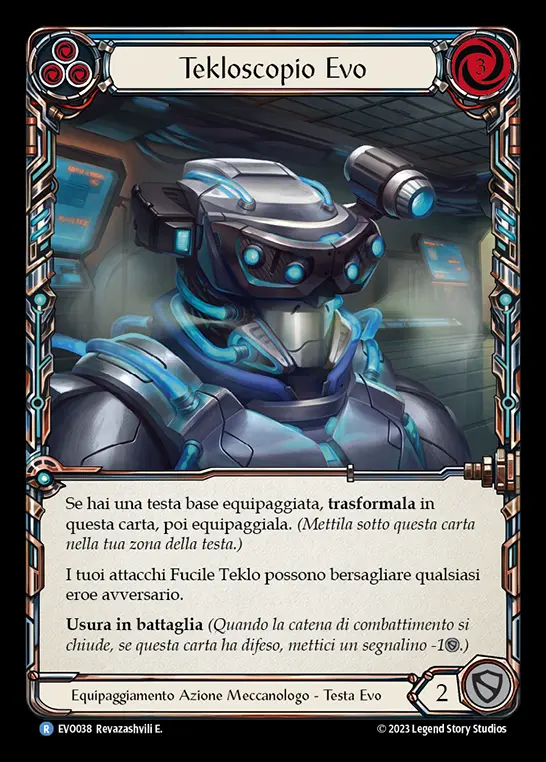 Tekloscopio Evo
3
Se hai una testa base equipaggiata, trasformala in
questa carta, poi equipaggiala. (Mettila sotto questa carta
nella tua zona della testa.)
I tuoi attacchi Fucile Teklo possono bersagliare qualsiasi
eroe avversario.
Usura in battaglia (Quando la catena di combattimento si
chiude, se questa carta ha difeso, mettici un segnalino -1.)
Equipaggiamento Azione Meccanologo - Testa Evo
2
R EVO038 Revazashvili E.
© 2023 Legend Story Studios